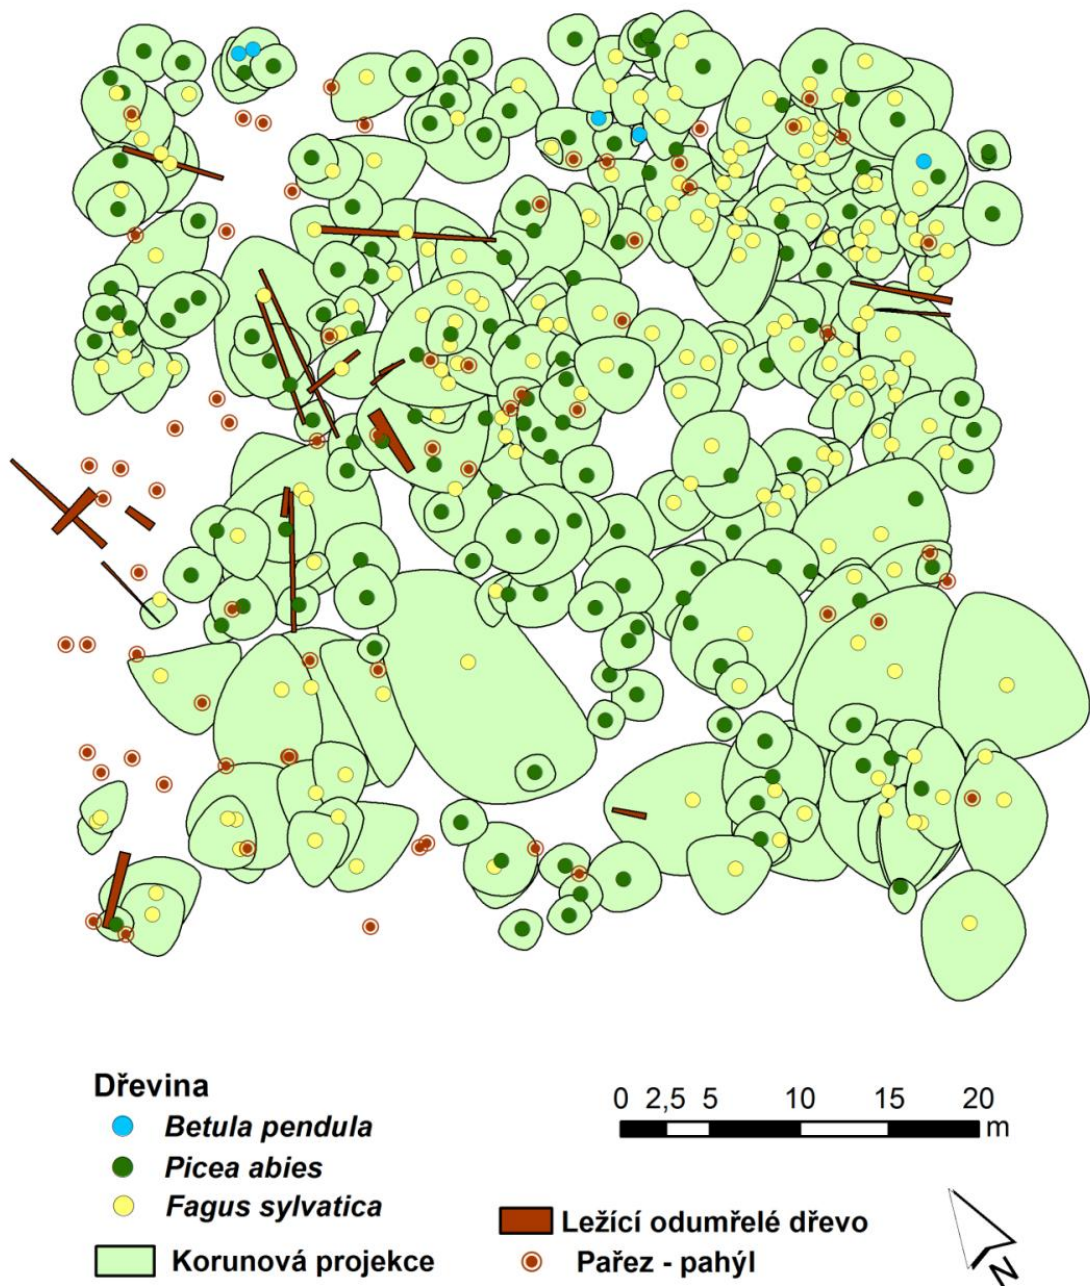 Dřevina
Betula pendula
Picea abies
Fagus sylvatica
Korunová projekce
0 2,5 5 10 15 20
m
Ležící odumřelé dřevo
Pařez - pahýl
N